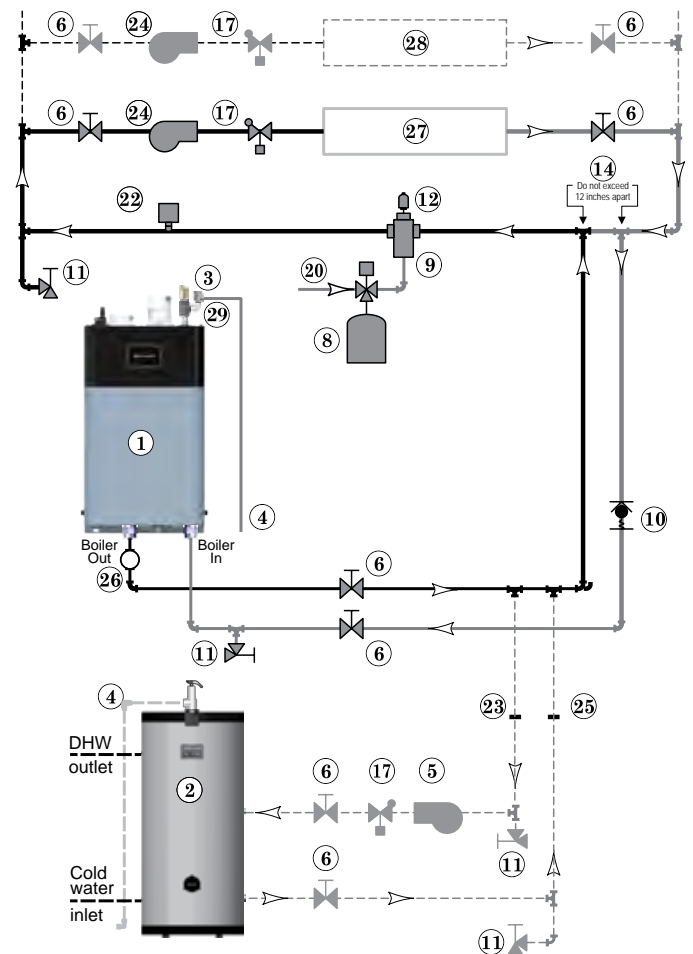 6 24 17 28 6
6 24 17 27 6
14
Do not exceed
12 inches apart
22 12
11 3 20 9
29
8
1
4 10
Boiler
Out
Boiler
In
26 6
11 6
4 23 25
DHW
outlet
2 6 17 5
11
Cold
water
inlet
6
11